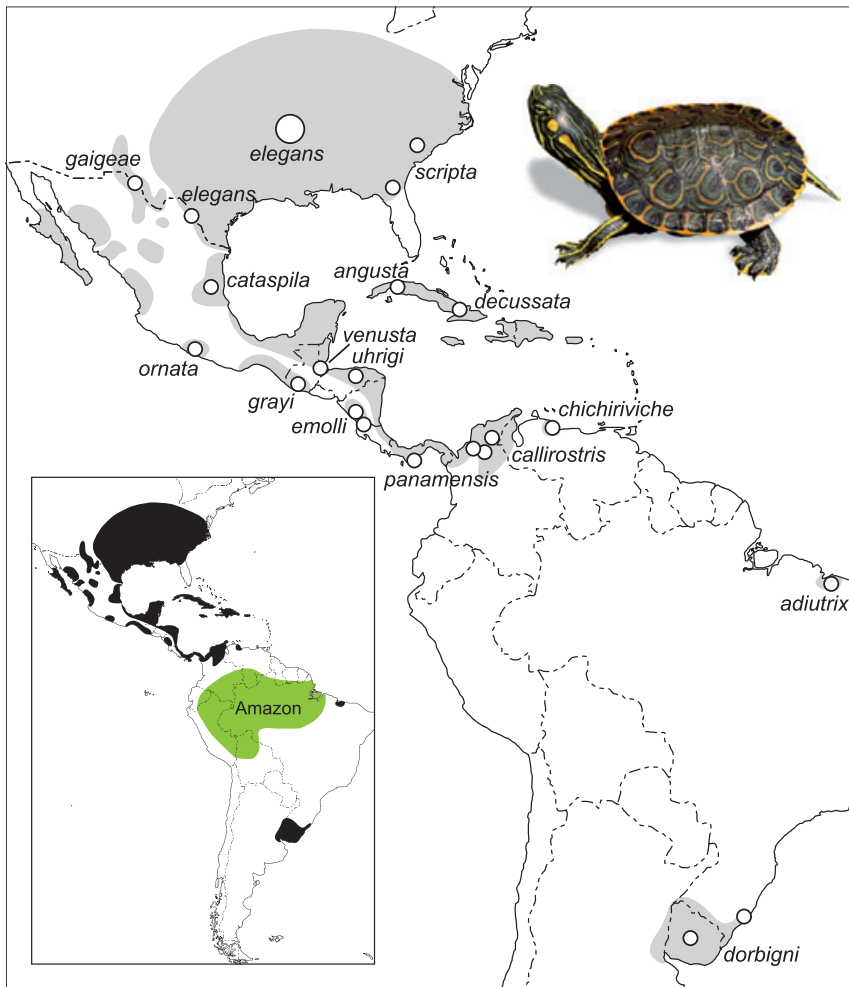 elegans
scripta
gaigeae
elegans
cataspila
angusta
decussata
venusta
uhrigi
ornata
grayi
emolli
chichiriviche
callirostris
panamensis
adiutrix
Amazon
dorbigni